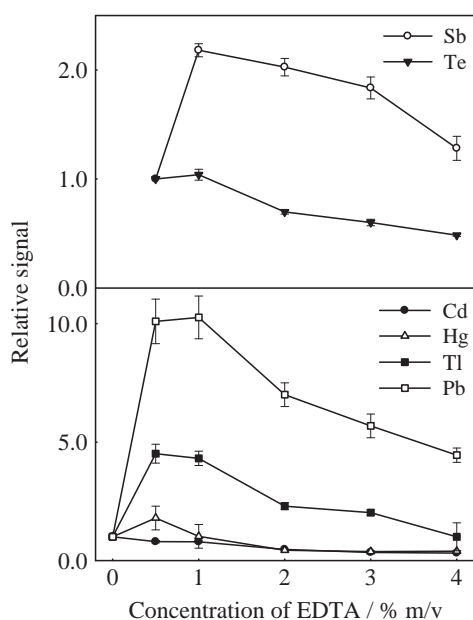 Sb
Te
2.0
1.0
0.0
Relative signal
Cd
Hg
Tl
Pb
10.0
5.0
0.0
0 1 2 3 4
Concentration of EDTA / % m/v